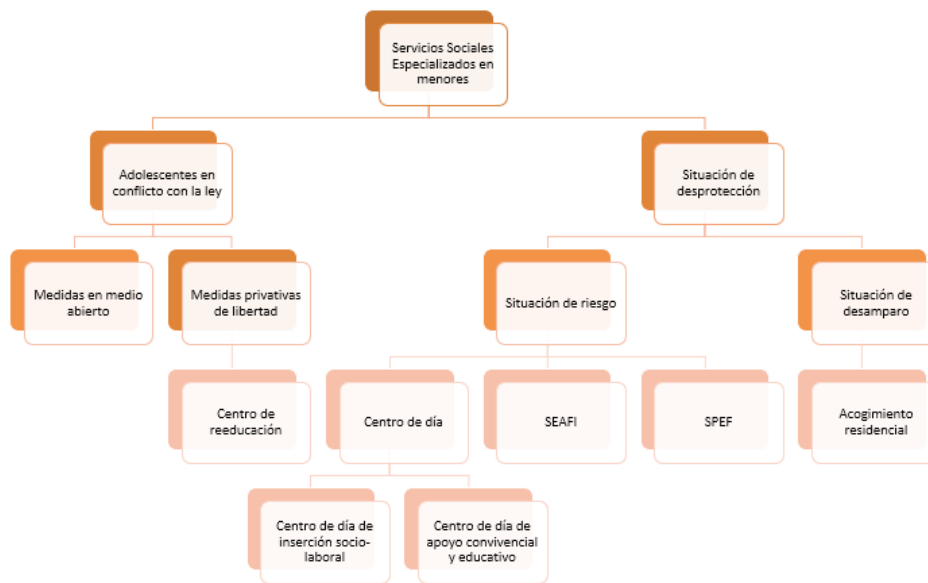 Servicios Sociales
Especializados en
menores
Adolescentes en
conflicto con la ley
Situación de
desprotección
Medidas en medio
abierto
Medidas privativas
de libertad
Situación de riesgo
Situación de
desamparo
Centro de
reeducación
Centro de día
SEAFI
SPEF
Acogimiento
residencial
Centro de día de
inserción socio-
laboral
Centro de día de
apoyo convivencial
y educativo